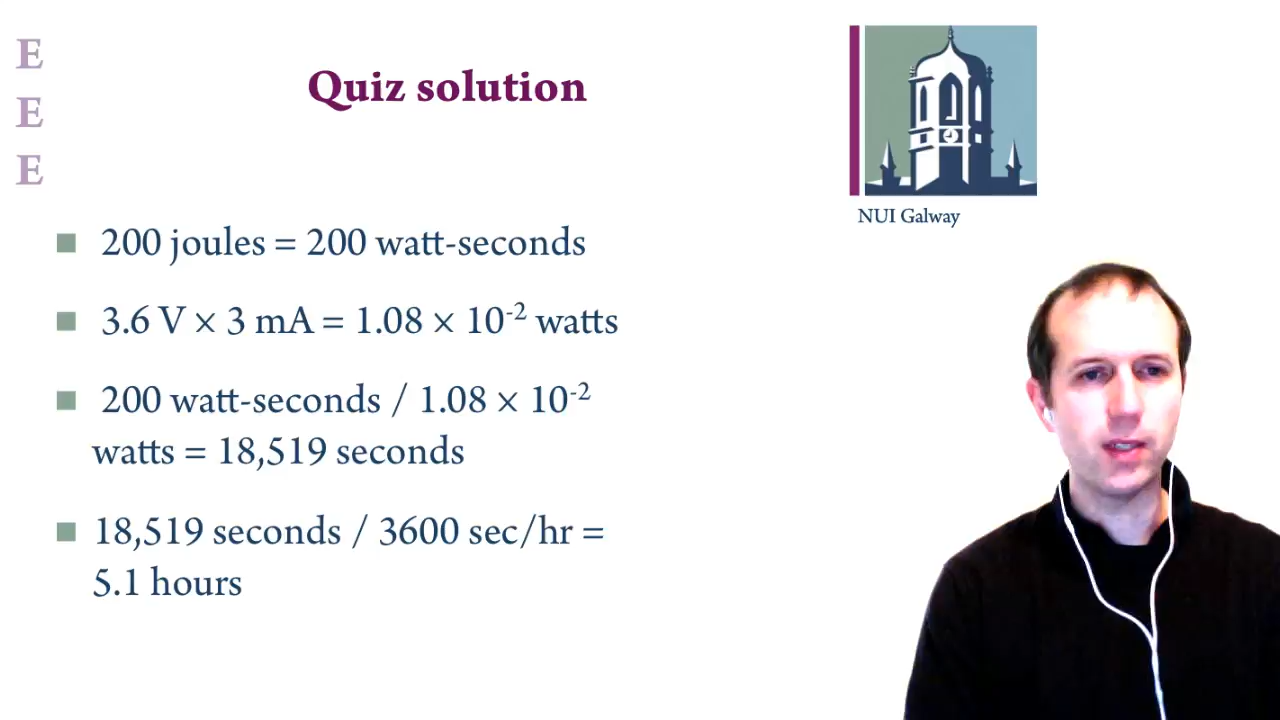 E
E
E
Quiz solution
NUI Galway
200 joules = 200 watt-seconds
3.6 V × 3 mA = 1.08 × 10⁻² watts
200 watt-seconds / 1.08 × 10⁻²
watts = 18,519 seconds
18,519 seconds / 3600 sec/hr =
5.1 hours